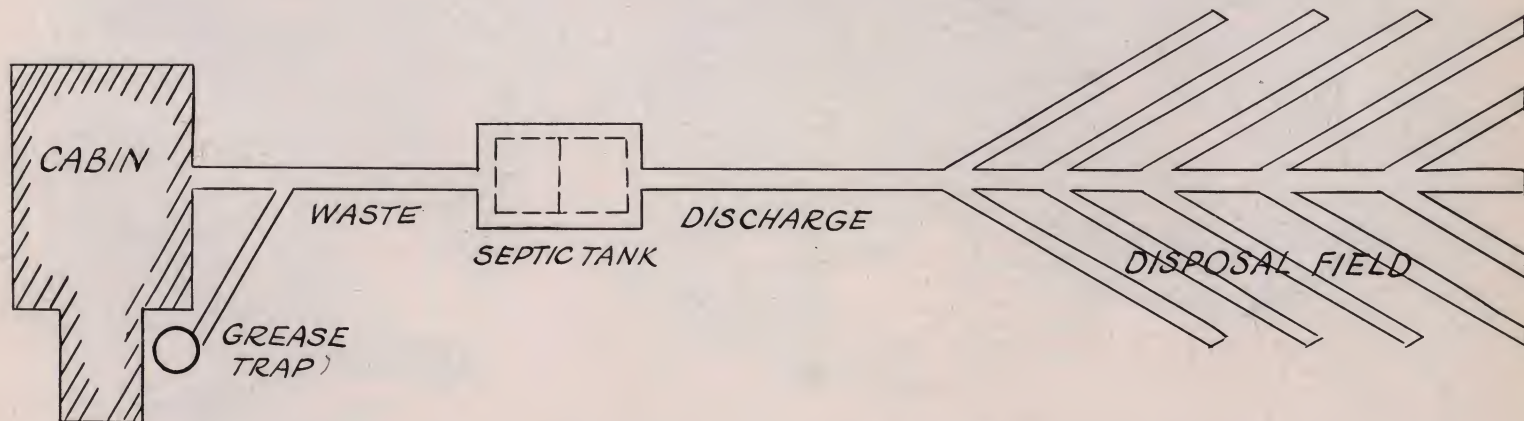 CABIN
WASTE
SEPTIC TANK
DISCHARGE
DISPOSAL FIELD
GREASE
TRAP)